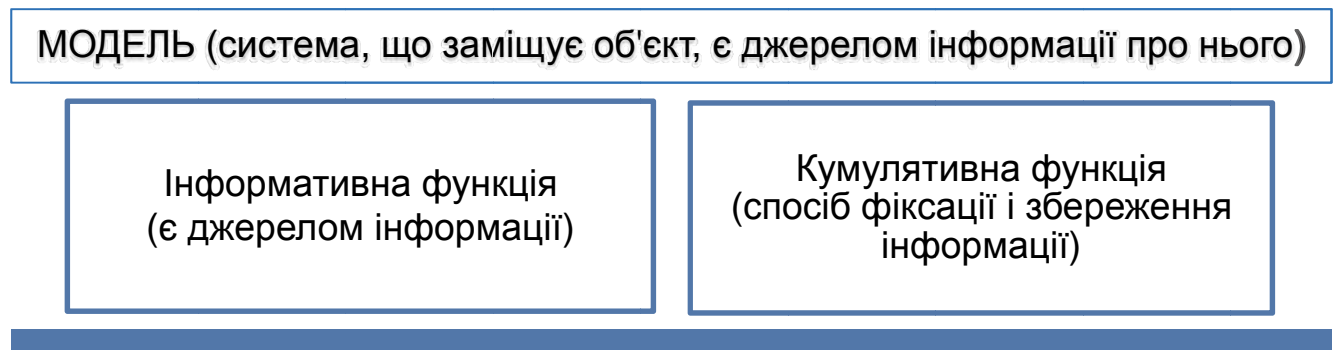 МОДЕЛЬ (система, що заміщує об'єкт, є джерелом інформації про нього)
Інформативна функція
(є джерелом інформації)
Кумулятивна функція
(спосіб фіксації і збереження
інформації)